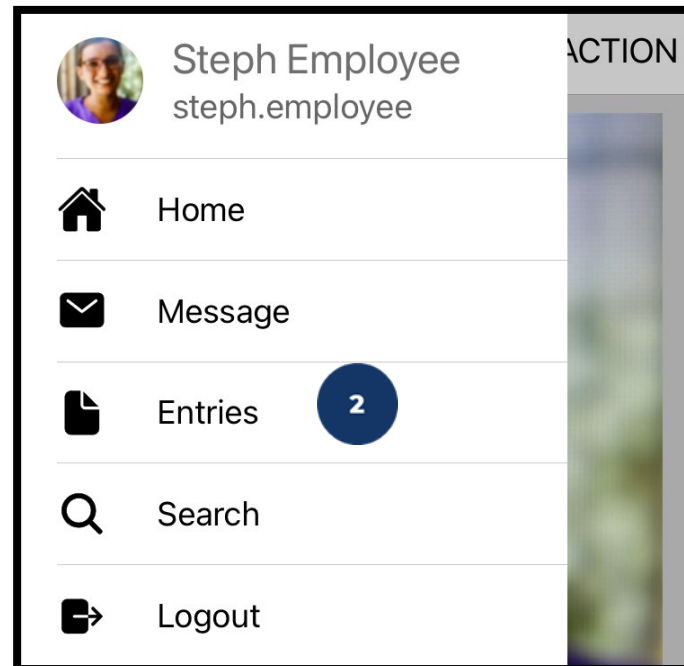 Steph Employee
steph.employee
ACTION
Home
Message
Entries
2
Search
Logout